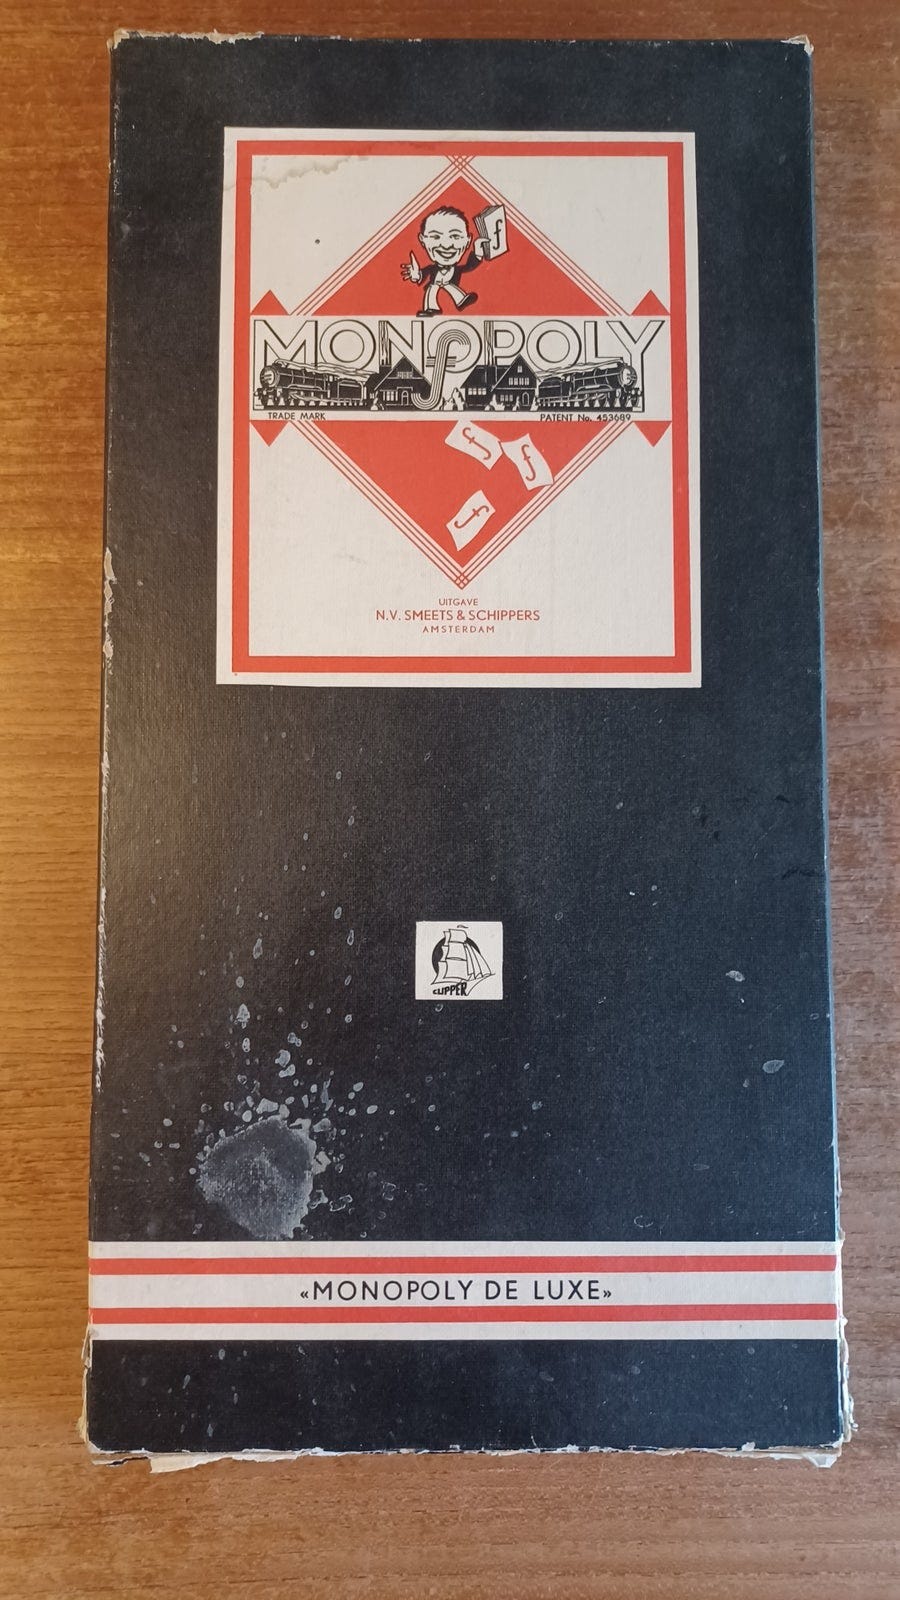 f
MONOPOLY
f
TRADE MARK PATENT No. 453689
f f
f
UITGAVE
N.V. SMEETS & SCHIPPERS
AMSTERDAM
CLIPPER
«MONOPOLY DE LUXE»